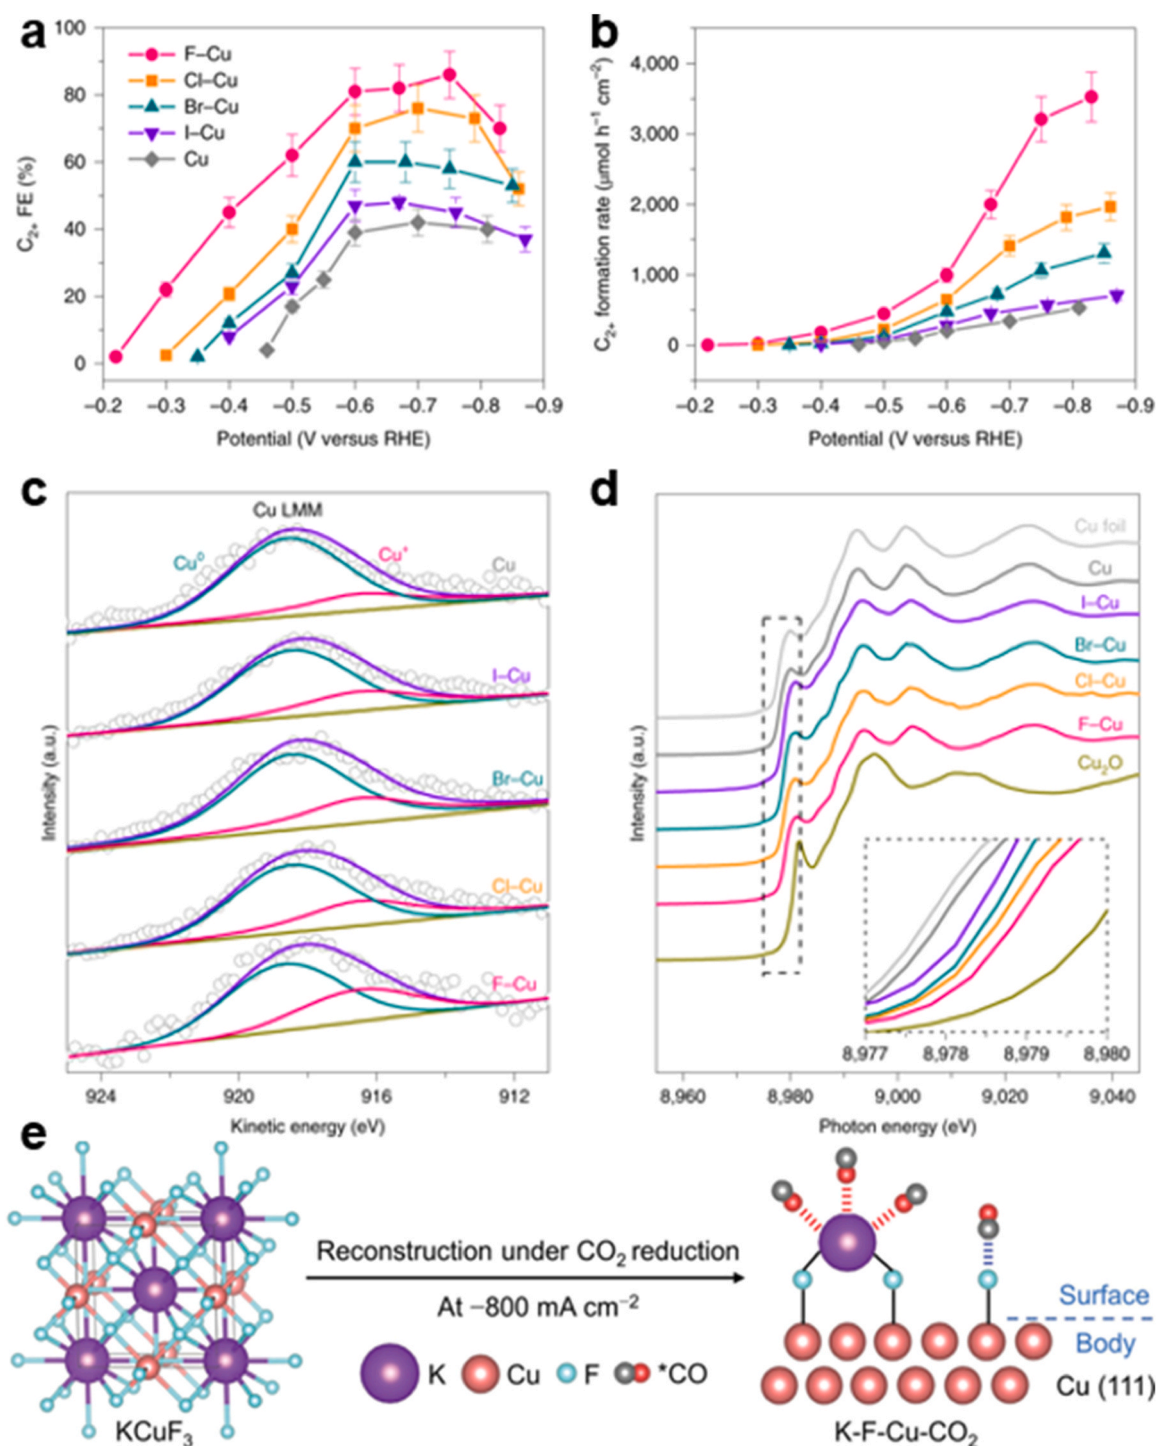 a
100
80
60
40
20
0
C₂₊ FE (%)
F–Cu
Cl–Cu
Br–Cu
I–Cu
Cu
–0.2 –0.3 –0.4 –0.5 –0.6 –0.7 –0.8 –0.9
Potential (V versus RHE)
b
4,000
3,000
2,000
1,000
0
C₂₊ formation rate (μmol h⁻¹ cm⁻²)
–0.2 –0.3 –0.4 –0.5 –0.6 –0.7 –0.8 –0.9
Potential (V versus RHE)
c
Cu LMM
Cu⁰
Cu⁺
Cu
I–Cu
Br–Cu
Cl–Cu
F–Cu
Intensity (a.u.)
924 920 916 912
Kinetic energy (eV)
d
Cu foil
Cu
I–Cu
Br–Cu
Cl–Cu
F–Cu
Cu₂O
Intensity (a.u.)
8,977 8,978 8,979 8,980
8,960 8,980 9,000 9,020 9,040
Photon energy (eV)
e
KCuF₃
Reconstruction under CO₂ reduction
At −800 mA cm⁻²
K Cu F *CO
Surface
Body
Cu (111)
K-F-Cu-CO₂